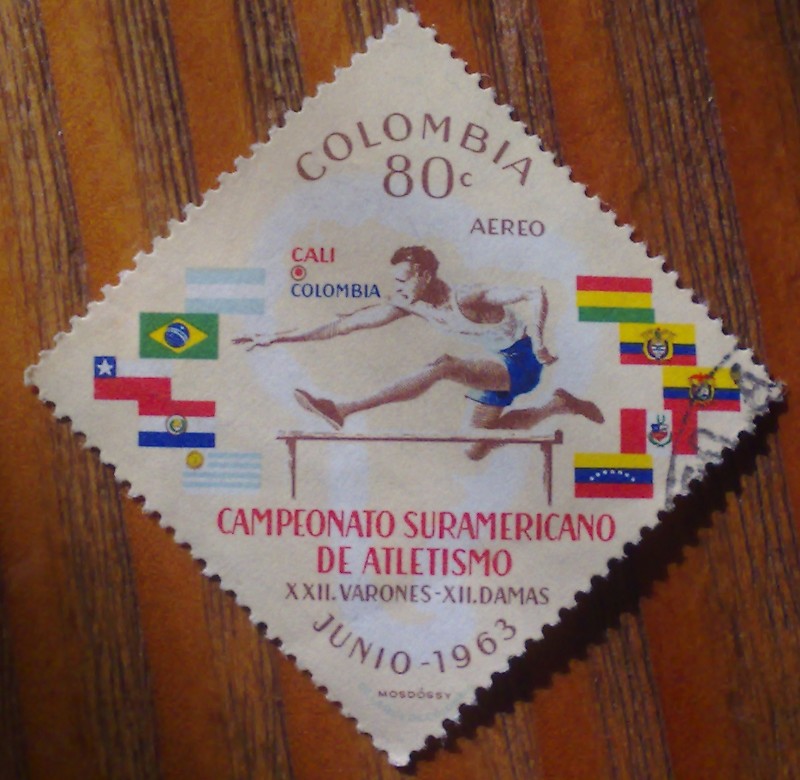 COLOMBIA
80c
AEREO
CALI
COLOMBIA
CAMPEONATO SURAMERICANO
DE ATLETISMO
XXII.VARONES-XII.DAMAS
JUNIO-1963
MOSDÓSSY